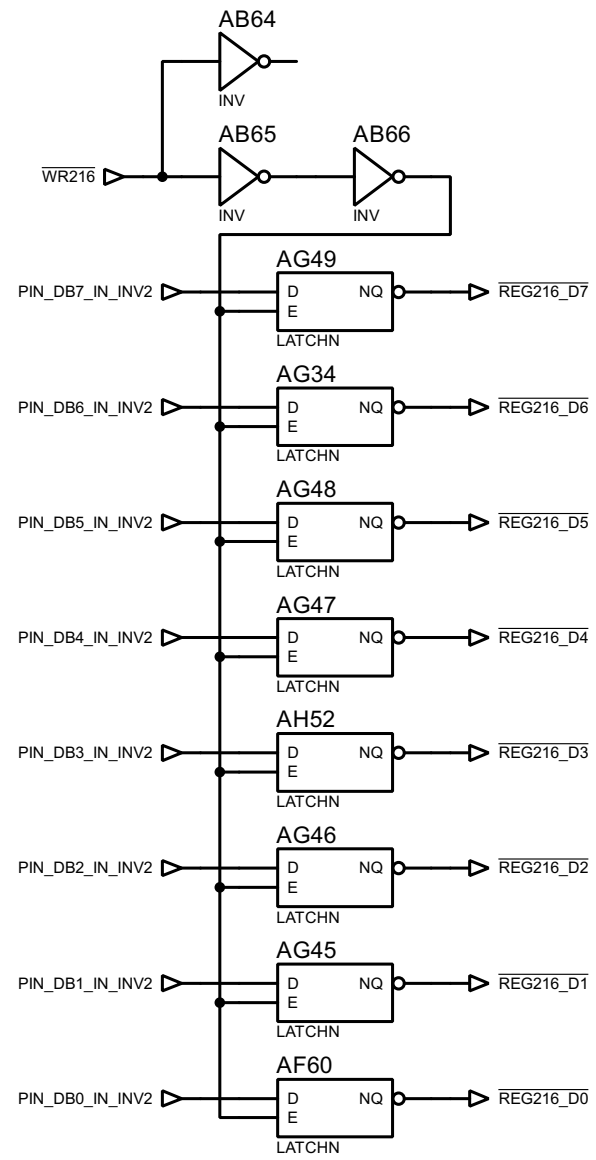 AB64
INV
AB65
AB66
WR216
INV
INV
AG49
PIN_DB7_IN_INV2
D
NQ
REG216_D7
E
LATCHN
AG34
PIN_DB6_IN_INV2
D
NQ
REG216_D6
E
LATCHN
AG48
PIN_DB5_IN_INV2
D
NQ
REG216_D5
E
LATCHN
AG47
PIN_DB4_IN_INV2
D
NQ
REG216_D4
E
LATCHN
AH52
PIN_DB3_IN_INV2
D
NQ
REG216_D3
E
LATCHN
AG46
PIN_DB2_IN_INV2
D
NQ
REG216_D2
E
LATCHN
AG45
PIN_DB1_IN_INV2
D
NQ
REG216_D1
E
LATCHN
AF60
PIN_DB0_IN_INV2
D
NQ
REG216_D0
E
LATCHN